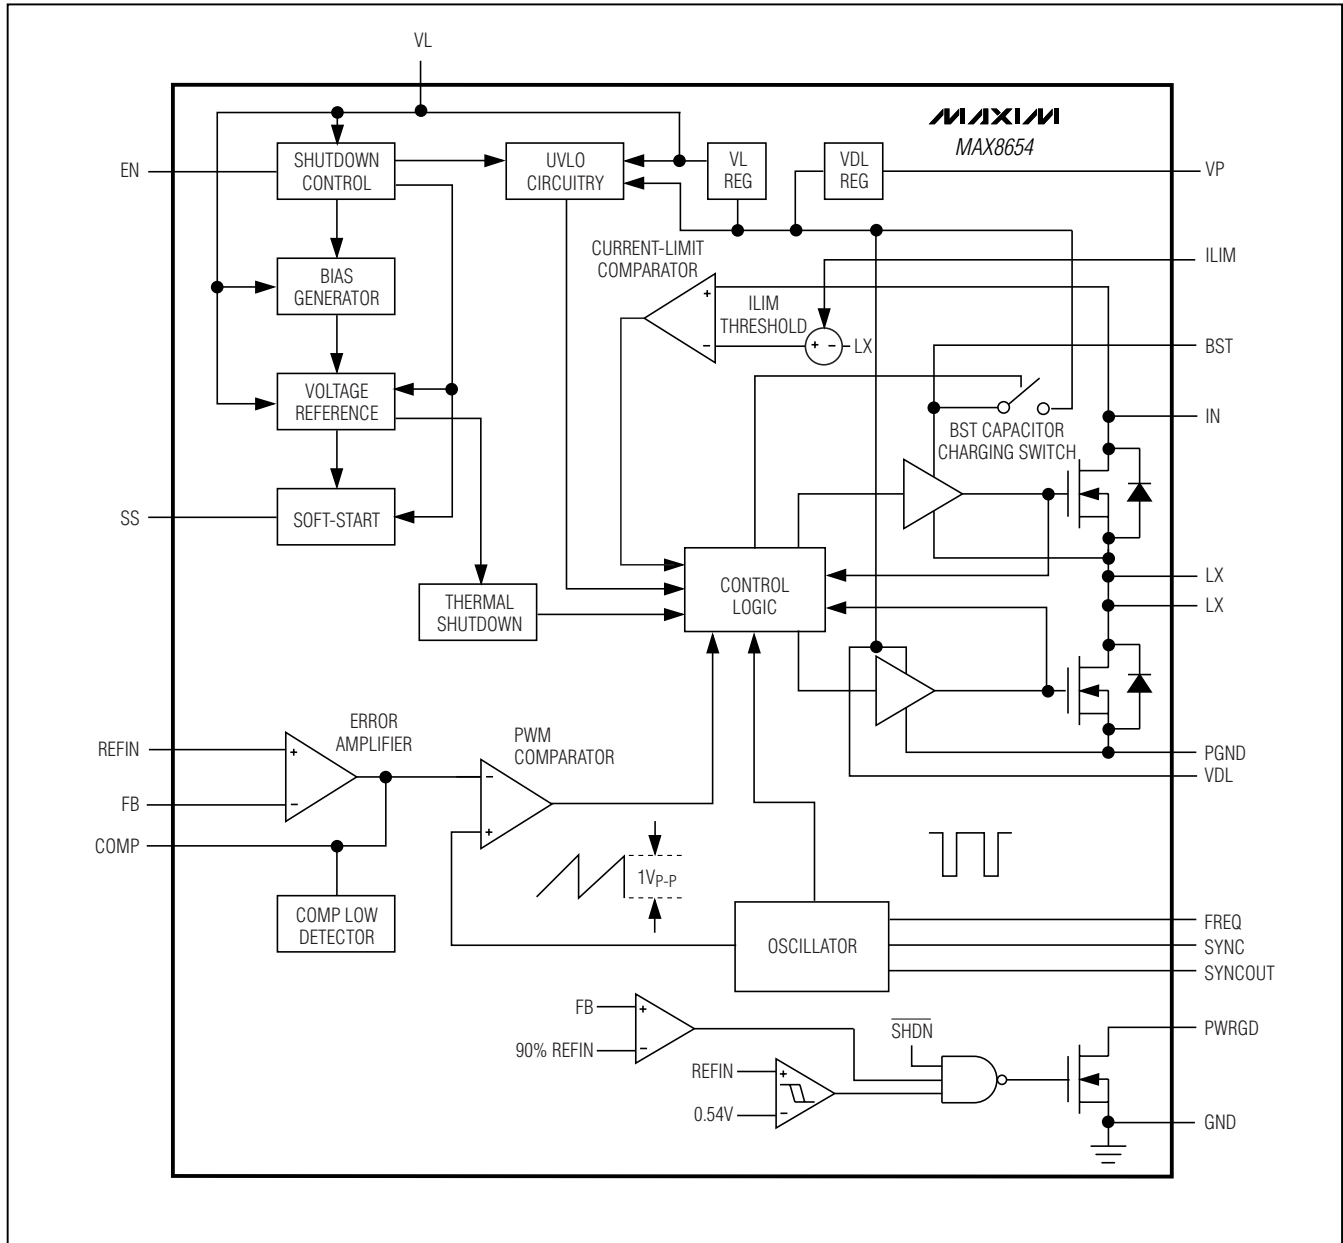 VL
MAXIM
MAX8654
EN
SHUTDOWN
CONTROL
UVLO
CIRCUITRY
VL
REG
VDL
REG
VP
CURRENT-LIMIT
COMPARATOR
ILIM
BIAS
GENERATOR
+
ILIM
THRESHOLD
−
+ −
LX
BST
VOLTAGE
REFERENCE
IN
BST CAPACITOR
CHARGING SWITCH
SS
SOFT-START
CONTROL
LOGIC
LX
LX
THERMAL
SHUTDOWN
REFIN
ERROR
AMPLIFIER
PWM
COMPARATOR
+
−
−
+
FB
COMP
PGND
VDL
1VP-P
COMP LOW
DETECTOR
OSCILLATOR
FREQ
SYNC
SYNCOUT
FB
+
90% REFIN
−
SHDN
PWRGD
REFIN
+
0.54V
−
GND